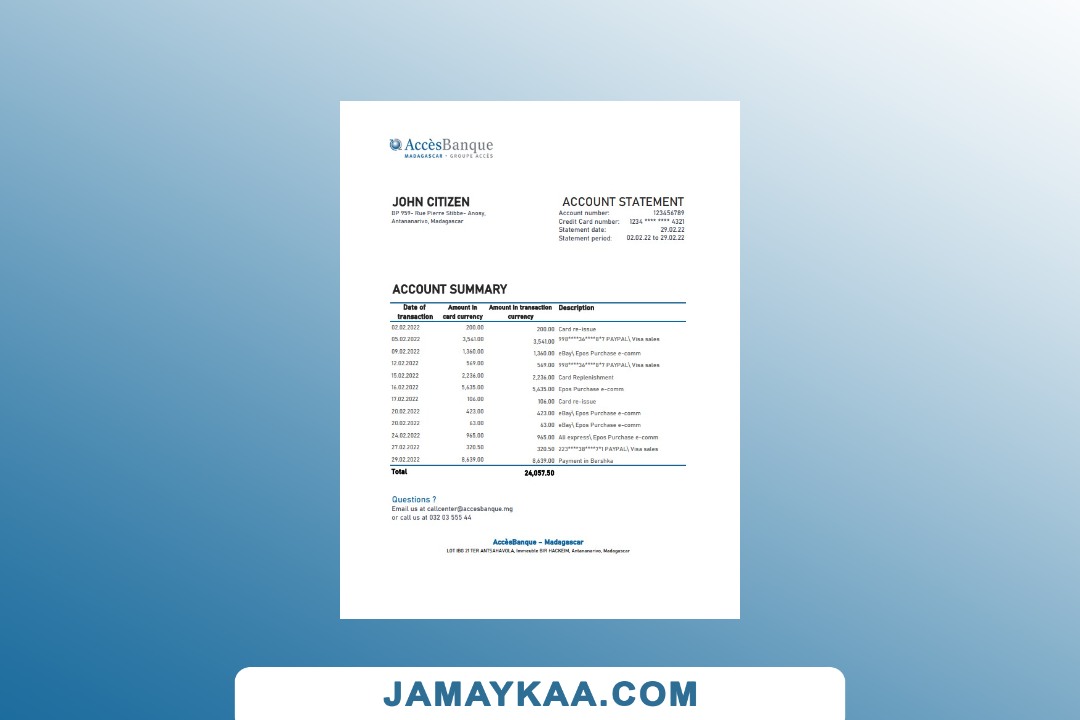 AccèsBanque
MADAGASCAR • GROUPE ACCÈS
JOHN CITIZEN
BP 959- Rue Pierre Stibbe- Anosy,
Antananarivo, Madagascar
ACCOUNT STATEMENT
Account number: 123456789
Credit Card number: 1234 **** **** 4321
Statement date: 29.02.22
Statement period: 02.02.22 to 29.02.22
ACCOUNT SUMMARY
Date of transaction Amount in card currency Amount in transaction currency Description
02.02.2022 200.00 200.00 Card re-issue
05.02.2022 3,541.00 3,541.00 998****36****8*7 PAYPAL\ Visa sales
09.02.2022 1,360.00 1,360.00 eBay\ Epos Purchase e-comm
12.02.2022 569.00 569.00 998****36****8*7 PAYPAL\ Visa sales
15.02.2022 2,236.00 2,236.00 Card Replenishment
16.02.2022 5,635.00 5,635.00 Epos Purchase e-comm
19.02.2022 106.00 106.00 Card re-issue
20.02.2022 423.00 423.00 eBay\ Epos Purchase e-comm
20.02.2022 63.00 63.00 eBay\ Epos Purchase e-comm
24.02.2022 965.00 965.00 Ali express\ Epos Purchase e-comm
27.02.2022 320.50 320.50 223****38****7*1 PAYPAL\ Visa sales
29.02.2022 8,639.00 8,639.00 Payment in Bershka
Total 24,057.50
Questions ?
Email us at callcenter@accesbanque.mg
or call us at 032 03 555 44
AccèsBanque – Madagascar
LOT IBG 21 TER ANTSAHAVOLA, Immeuble BIR HACKEIM, Antananarivo, Madagascar
JAMAYKAA.COM